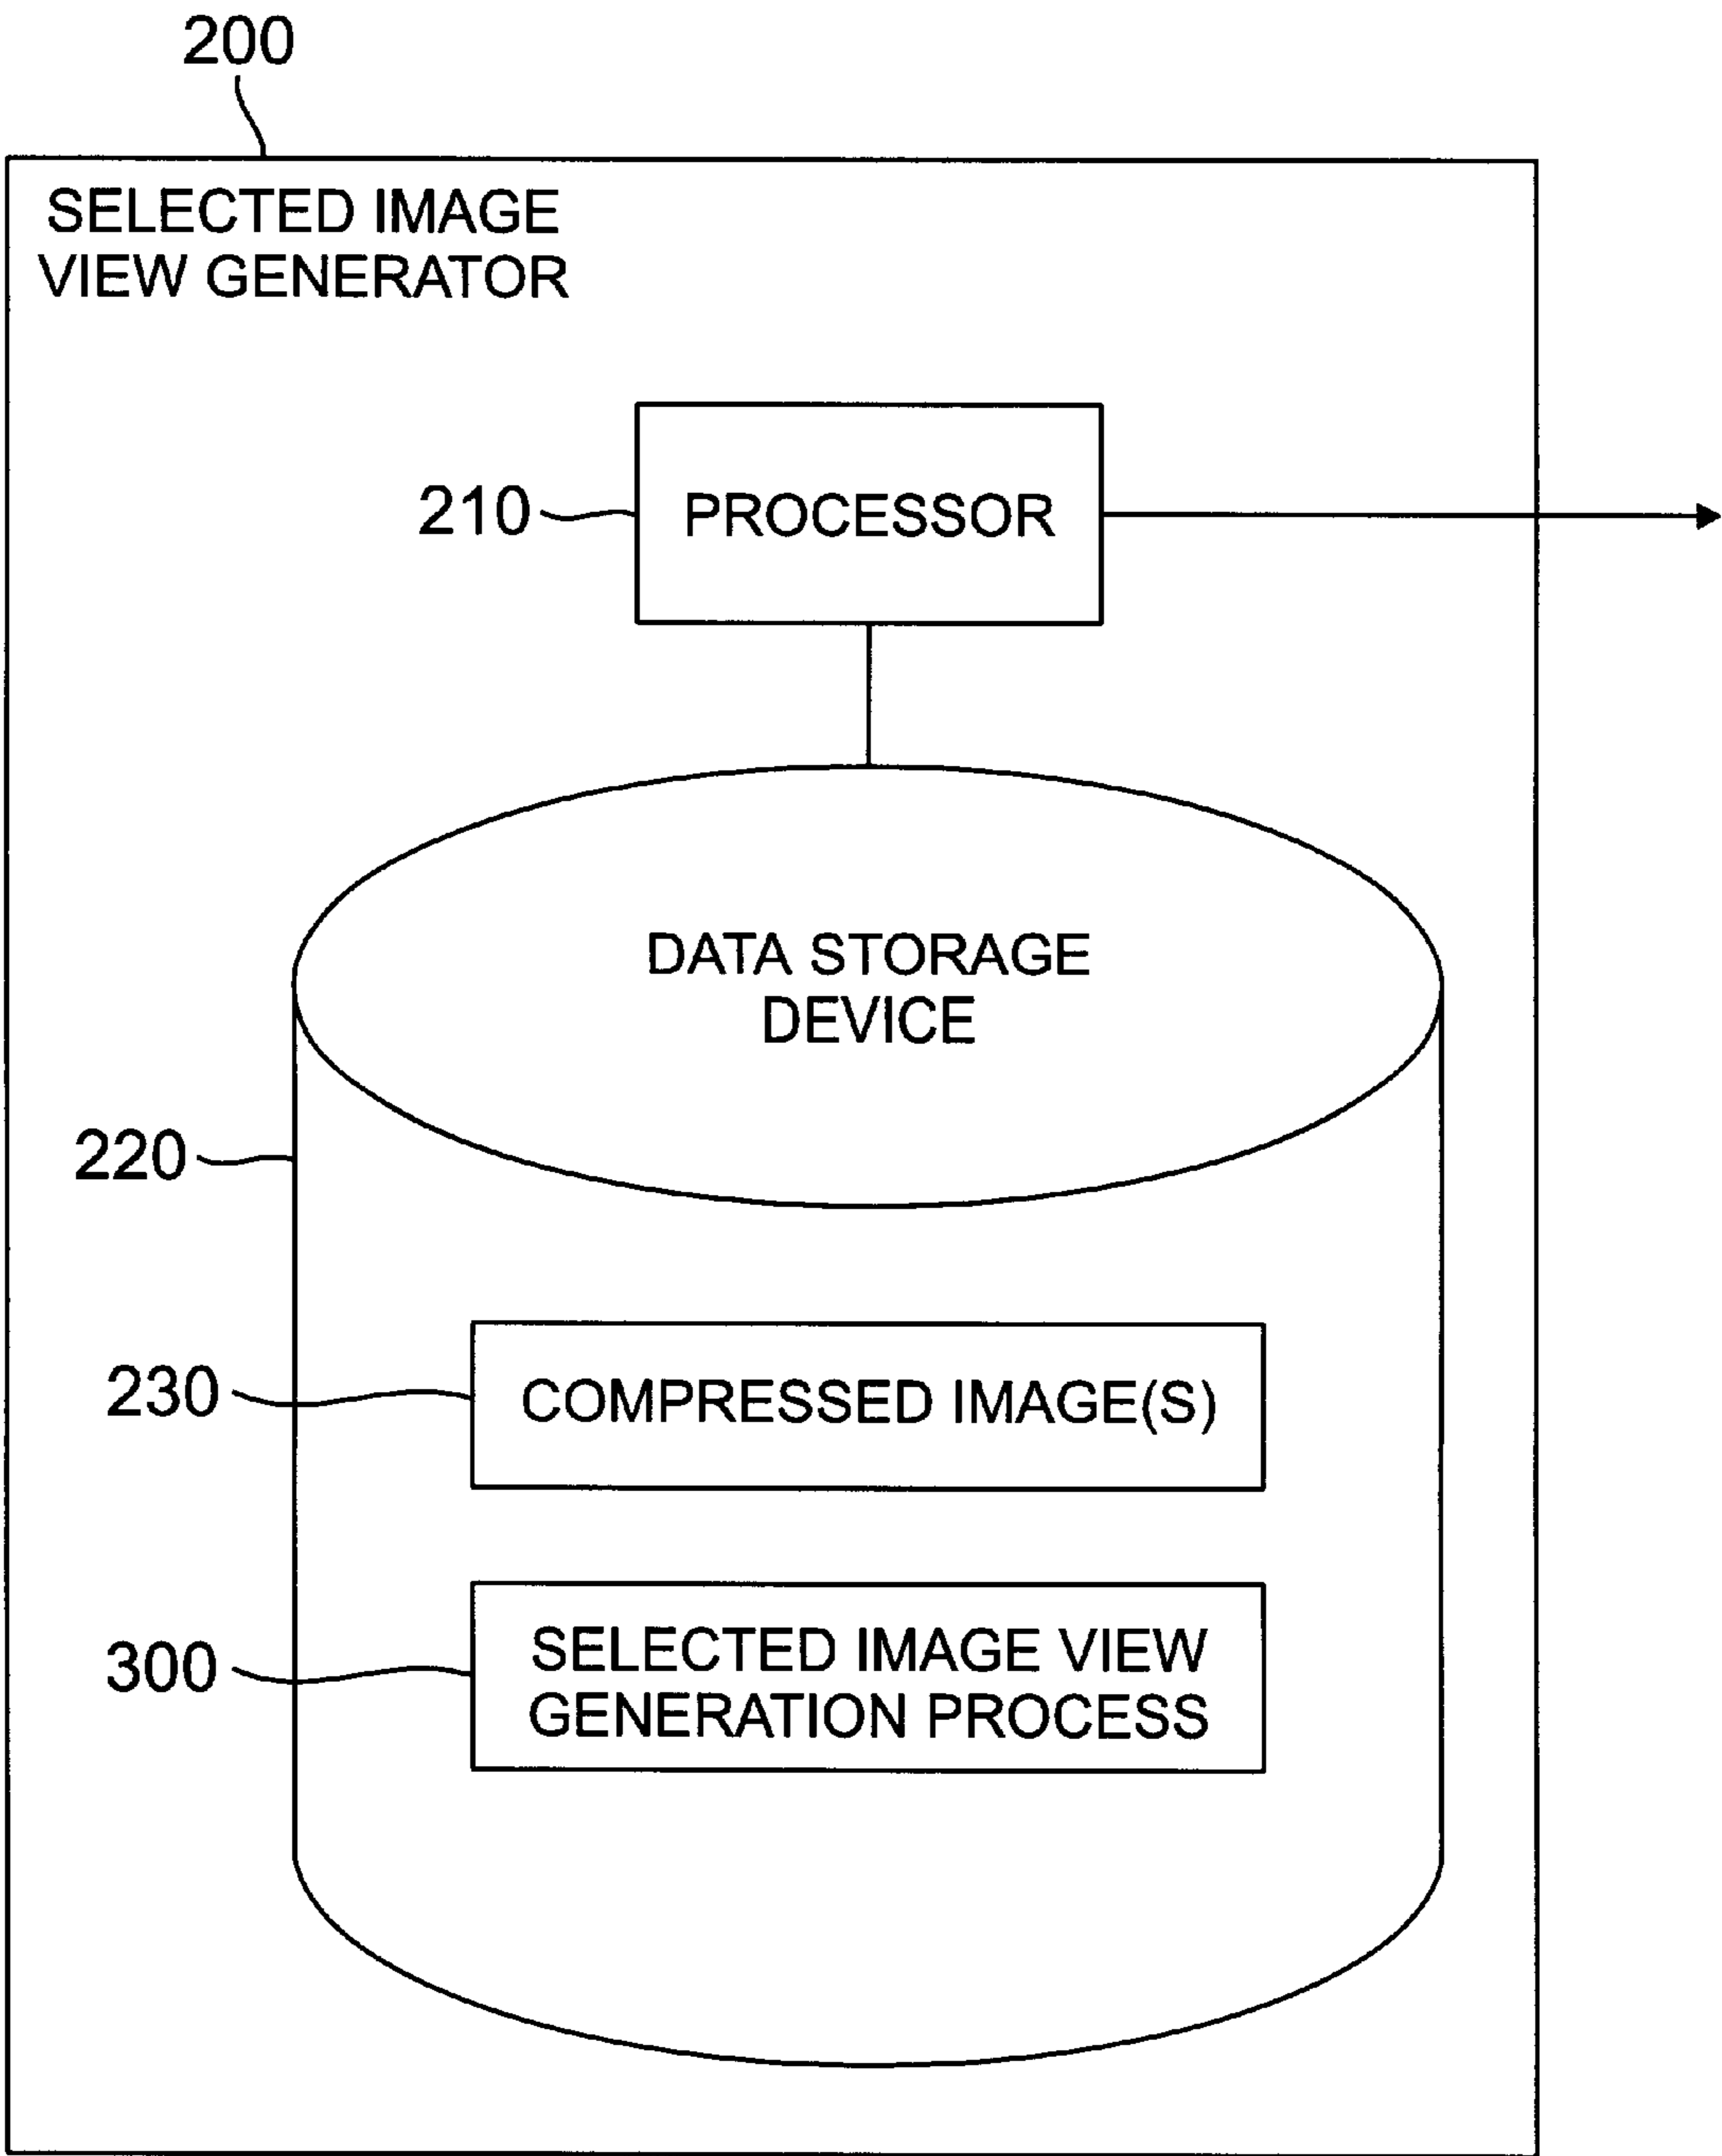 200
SELECTED IMAGE
VIEW GENERATOR
210
PROCESSOR
DATA STORAGE
DEVICE
220
230
COMPRESSED IMAGE(S)
300
SELECTED IMAGE VIEW
GENERATION PROCESS